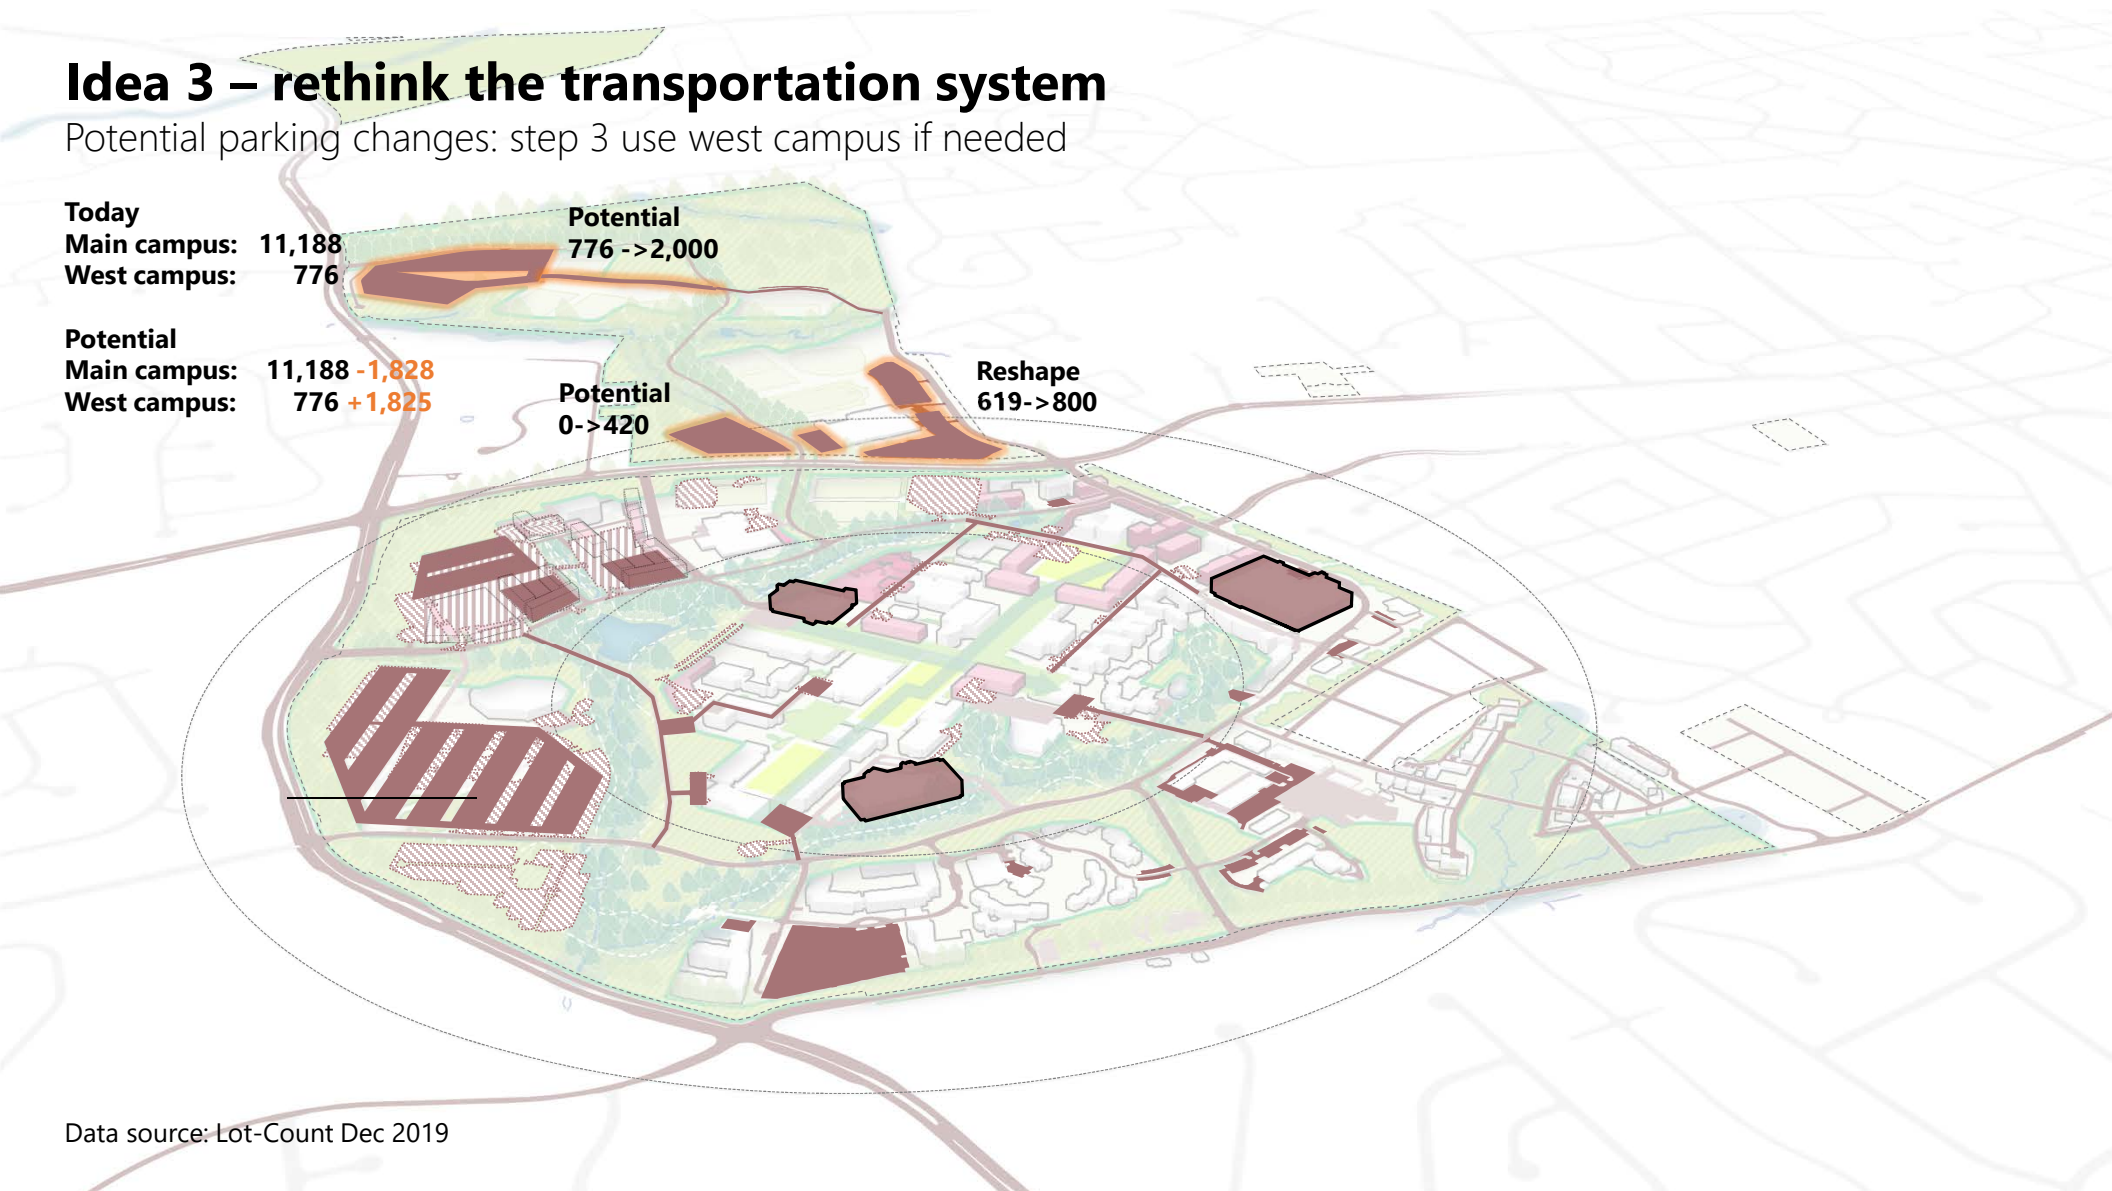 Idea 3 – rethink the transportation system
Potential parking changes: step 3 use west campus if needed
Today
Main campus: 11,188
West campus: 776
Potential
Main campus: 11,188 -1,828
West campus: 776 +1,825
Potential
776 ->2,000
Potential
0->420
Reshape
619->800
Data source: Lot-Count Dec 2019